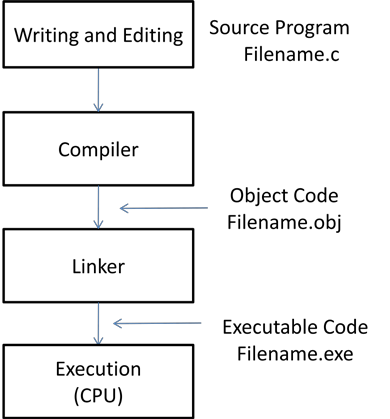 Writing and Editing
Source Program
Filename.c
Compiler
Object Code
Filename.obj
Linker
Executable Code
Filename.exe
Execution
(CPU)